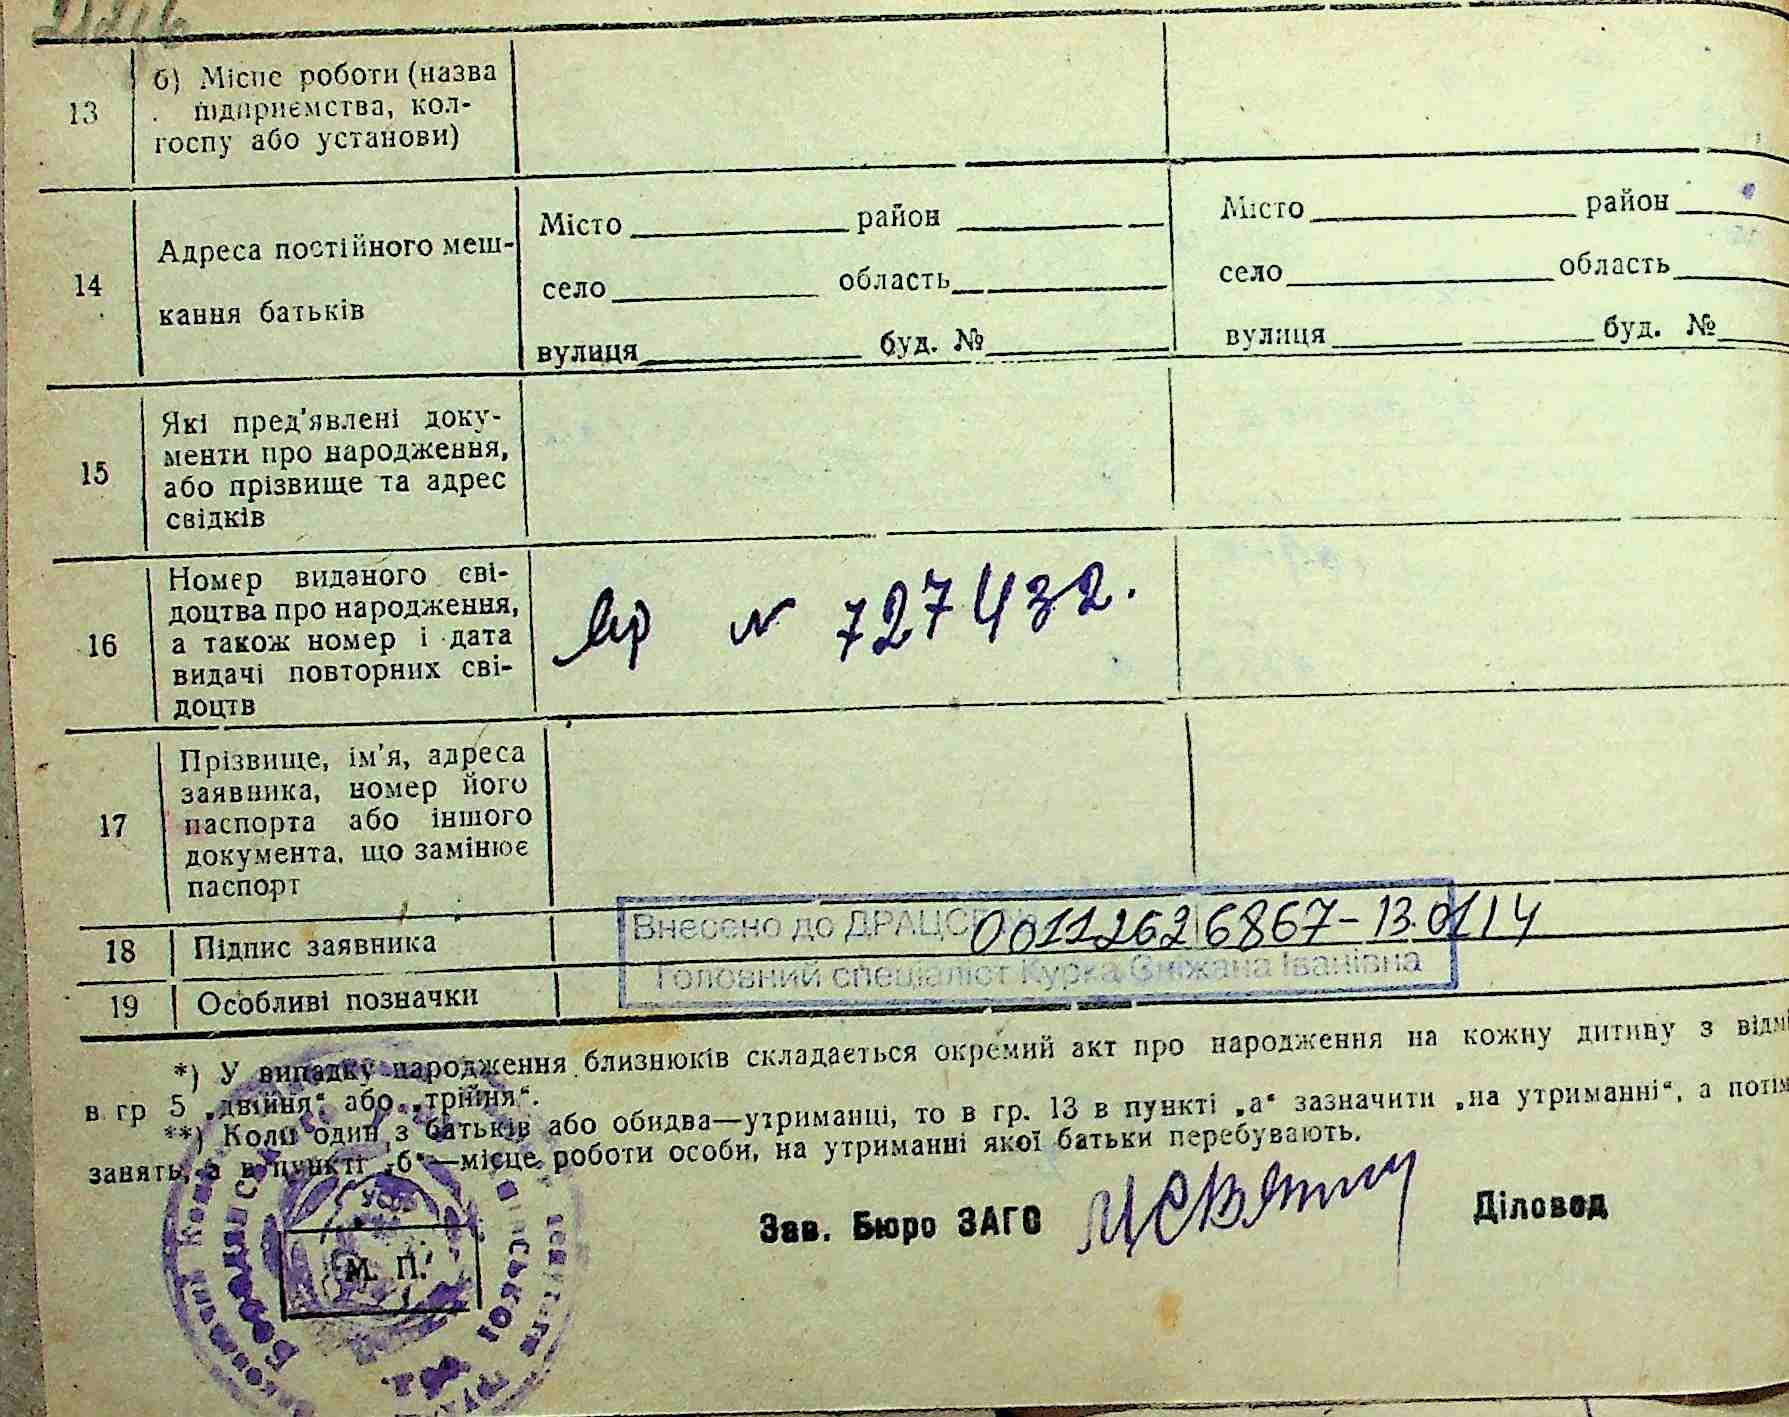 13
б) Місце роботи (назва
підприємства, кол-
госпу або установи)
14
Адреса постійного меш-
кання батьків
Місто район
село область
вулиця буд. №
Місто район
село область
вулиця буд. №
15
Які пред'явлені доку-
менти про народження,
або прізвище та адрес
свідків
16
Номер виданого сві-
доцтва про народження,
а також номер і дата
видачі повторних сві-
доцтв
№ 727432.
17
Прізвище, ім'я, адреса
заявника, номер його
паспорта або іншого
документа, що замінює
паспорт
18 Підпис заявника
Внесено до ДРАЦСГ 00112626867-13.01.14
Головний спеціаліст Курка Сніжана Іванівна
19 Особливі позначки
*) У випадку народження близнюків складається окремий акт про народження на кожну дитину з відмі
в гр 5 „двійня“ або „трійня“.
**) Коли один з батьків або обидва—утриманці, то в гр. 13 в пункті „а“ зазначити „на утриманні“, а потім
занять, а в пункті „б“—місце роботи особи, на утриманні якої батьки перебувають.
М. П.
Зав. Бюро ЗАГС
Діловод